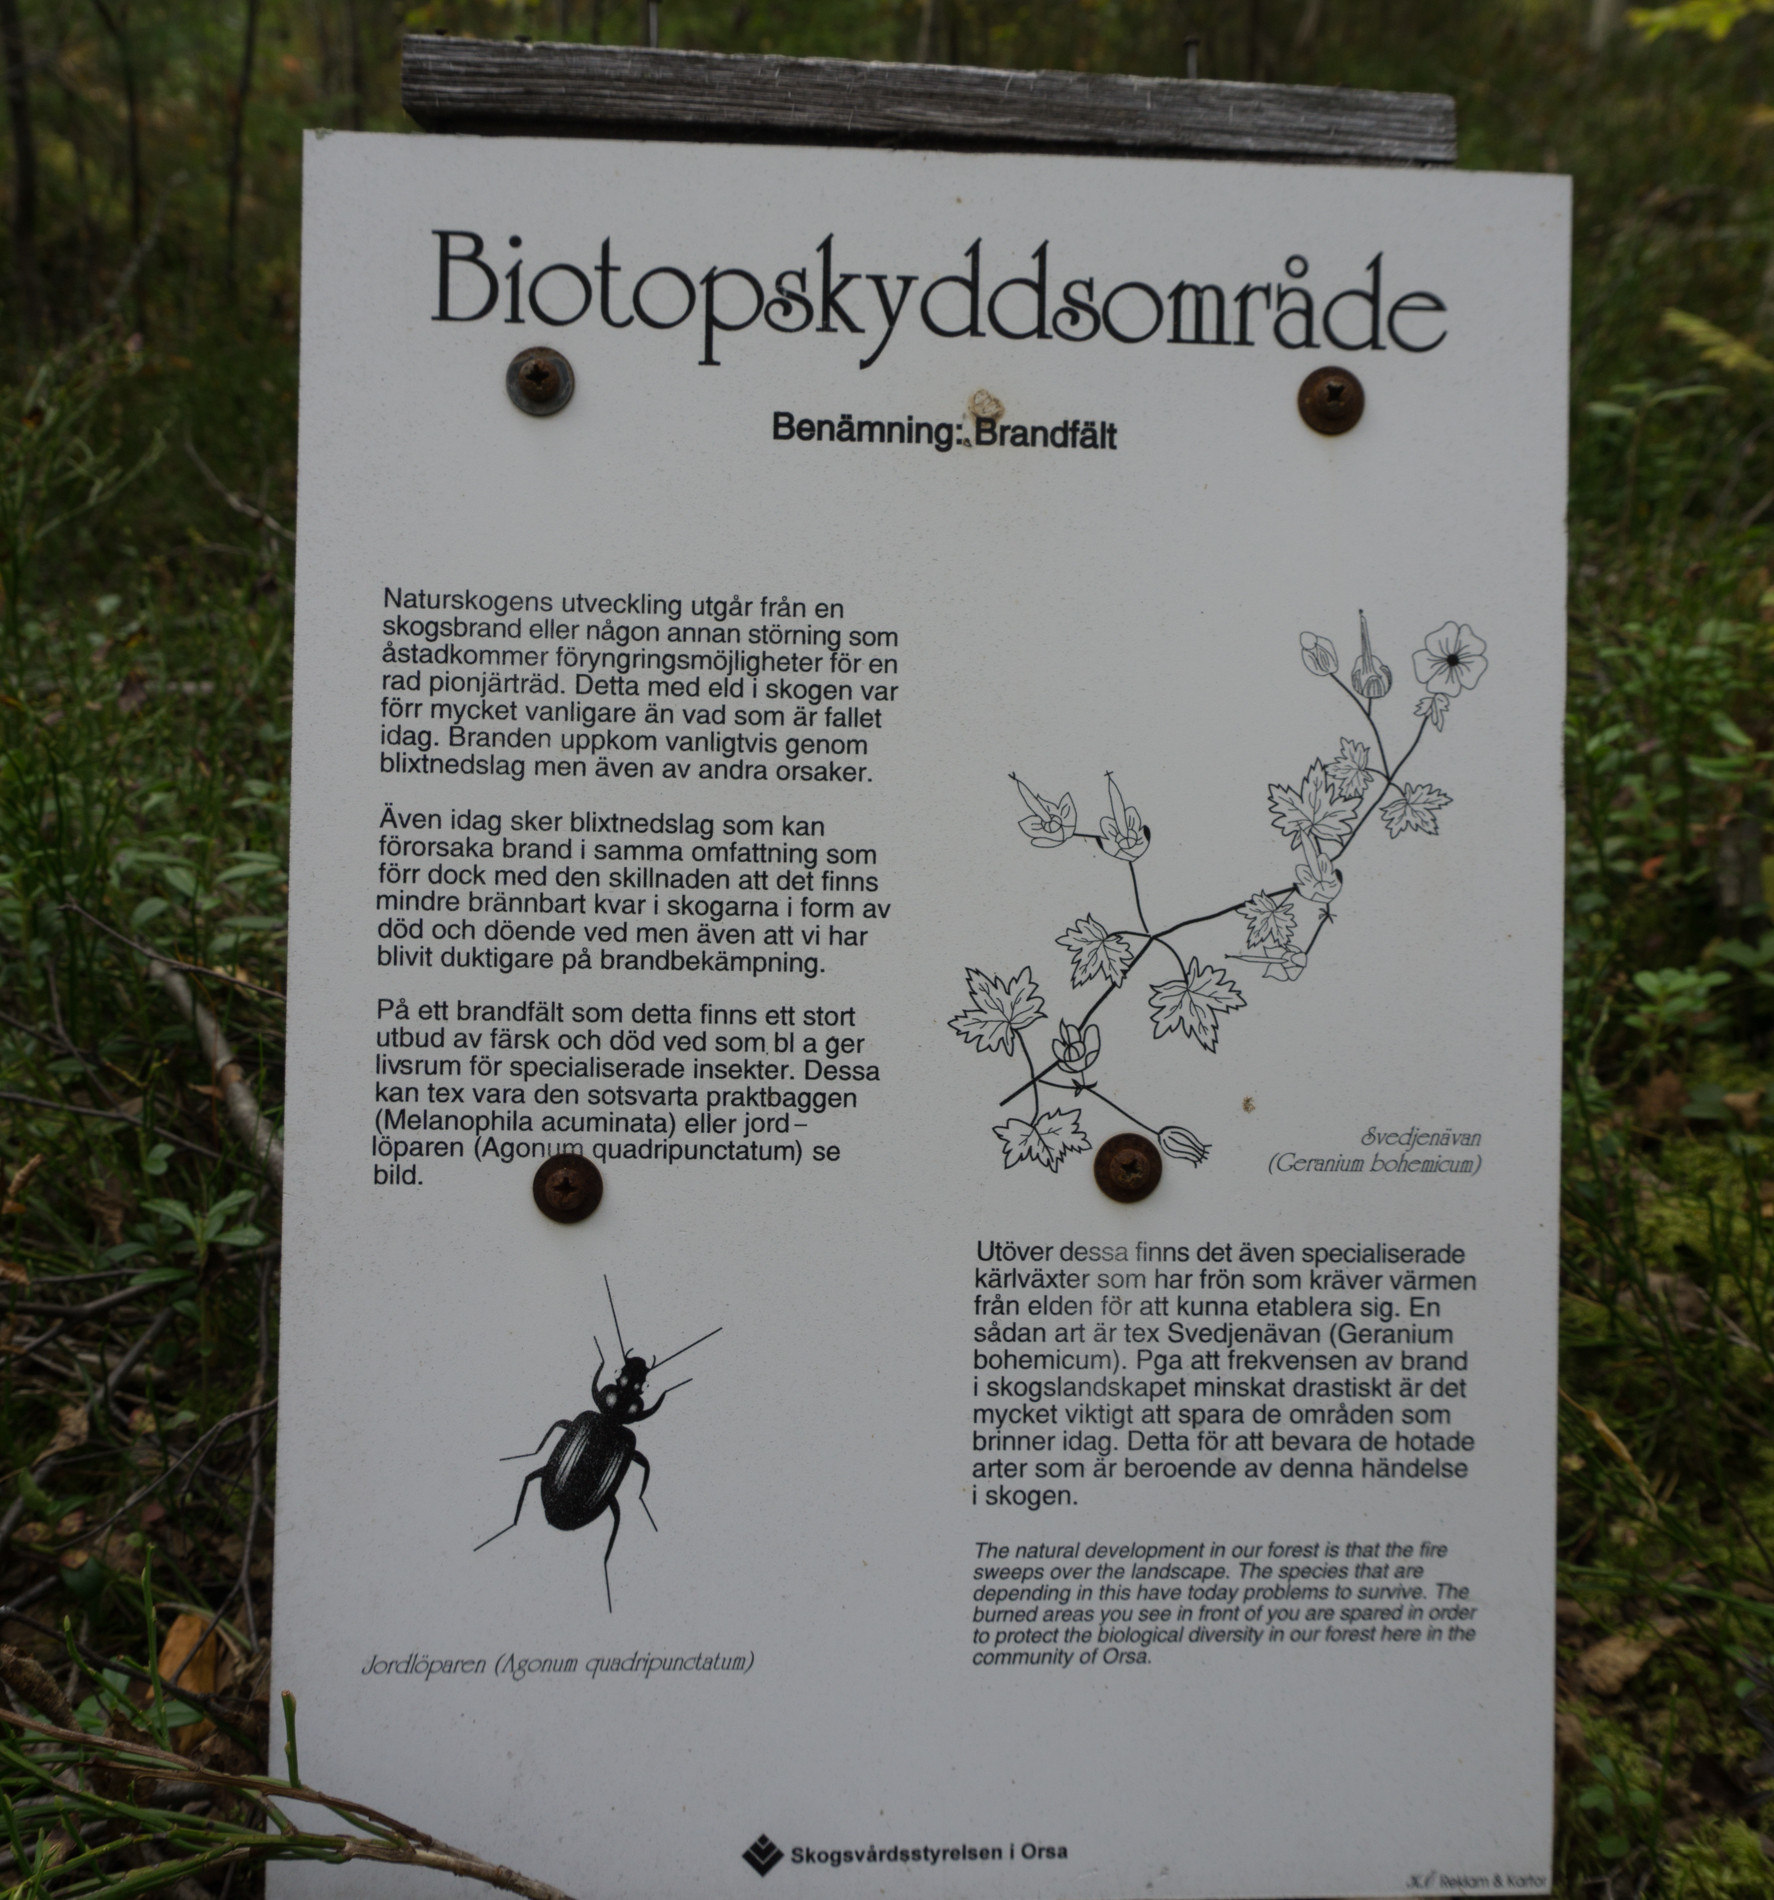 Biotopskyddsområde
Benämning: Brandfält
Naturskogens utveckling utgår från en
skogsbrand eller någon annan störning som
åstadkommer föryngringsmöjligheter för en
rad pionjärträd. Detta med eld i skogen var
förr mycket vanligare än vad som är fallet
idag. Branden uppkom vanligtvis genom
blixtnedslag men även av andra orsaker.
Även idag sker blixtnedslag som kan
förorsaka brand i samma omfattning som
förr dock med den skillnaden att det finns
mindre brännbart kvar i skogarna i form av
död och döende ved men även att vi har
blivit duktigare på brandbekämpning.
På ett brandfält som detta finns ett stort
utbud av färsk och död ved som bl a ger
livsrum för specialiserade insekter. Dessa
kan tex vara den sotsvarta praktbaggen
(Melanophila acuminata) eller jord-
löparen (Agonum quadripunctatum) se
bild.
Jordlöparen (Agonum quadripunctatum)
Svedjenävan
(Geranium bohemicum)
Utöver dessa finns det även specialiserade
kärlväxter som har frön som kräver värmen
från elden för att kunna etablera sig. En
sådan art är tex Svedjenävan (Geranium
bohemicum). Pga att frekvensen av brand
i skogslandskapet minskat drastiskt är det
mycket viktigt att spara de områden som
brinner idag. Detta för att bevara de hotade
arter som är beroende av denna händelse
i skogen.
The natural development in our forest is that the fire
sweeps over the landscape. The species that are
depending in this have today problems to survive. The
burned areas you see in front of you are spared in order
to protect the biological diversity in our forest here in the
community of Orsa.
Skogsvårdsstyrelsen i Orsa
Reklam & Kartor